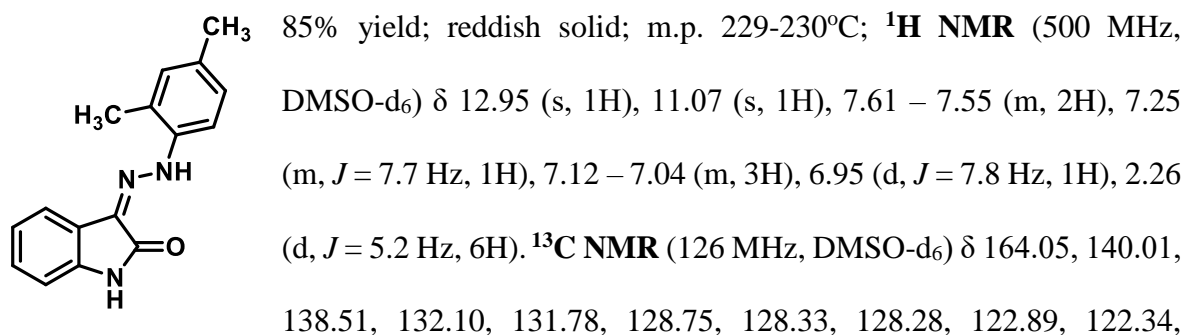 CH₃
H₃C
N
NH
O
N
H
85% yield; reddish solid; m.p. 229-230ºC; ¹H NMR (500 MHz,
DMSO-d₆) δ 12.95 (s, 1H), 11.07 (s, 1H), 7.61 – 7.55 (m, 2H), 7.25
(m, J = 7.7 Hz, 1H), 7.12 – 7.04 (m, 3H), 6.95 (d, J = 7.8 Hz, 1H), 2.26
(d, J = 5.2 Hz, 6H). ¹³C NMR (126 MHz, DMSO-d₆) δ 164.05, 140.01,
138.51, 132.10, 131.78, 128.75, 128.33, 128.28, 122.89, 122.34,